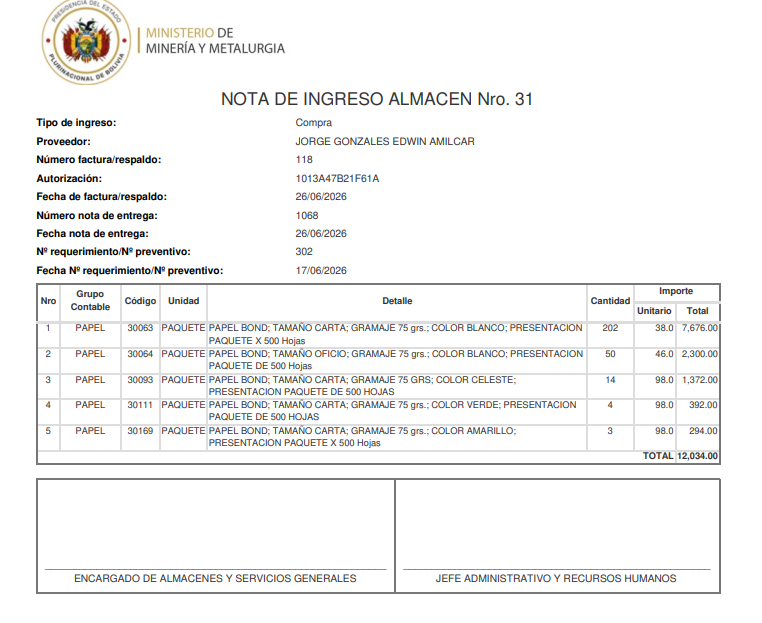 PRESIDENCIA DEL ESTADO
PLURINACIONAL DE BOLIVIA
MINISTERIO DE
MINERÍA Y METALURGIA
NOTA DE INGRESO ALMACEN Nro. 31
Tipo de ingreso: Compra
Proveedor: JORGE GONZALES EDWIN AMILCAR
Número factura/respaldo: 118
Autorización: 1013A47B21F61A
Fecha de factura/respaldo: 26/06/2026
Número nota de entrega: 1068
Fecha nota de entrega: 26/06/2026
Nº requerimiento/Nº preventivo: 302
Fecha Nº requerimiento/Nº preventivo: 17/06/2026
Nro Grupo Contable Código Unidad Detalle Cantidad Importe
Unitario Total
1 PAPEL 30063 PAQUETE PAPEL BOND; TAMAÑO CARTA; GRAMAJE 75 grs.; COLOR BLANCO; PRESENTACION 202 38.0 7,676.00
PAQUETE X 500 Hojas
2 PAPEL 30064 PAQUETE PAPEL BOND; TAMAÑO OFICIO; GRAMAJE 75 grs.; COLOR BLANCO; PRESENTACION 50 46.0 2,300.00
PAQUETE DE 500 Hojas
3 PAPEL 30093 PAQUETE PAPEL BOND; TAMAÑO CARTA; GRAMAJE 75 GRS; COLOR CELESTE; 14 98.0 1,372.00
PRESENTACION PAQUETE DE 500 HOJAS
4 PAPEL 30111 PAQUETE PAPEL BOND; TAMAÑO CARTA; GRAMAJE 75 grs.; COLOR VERDE; PRESENTACION 4 98.0 392.00
PAQUETE DE 500 HOJAS
5 PAPEL 30169 PAQUETE PAPEL BOND; TAMAÑO CARTA; GRAMAJE 75 grs.; COLOR AMARILLO; 3 98.0 294.00
PRESENTACION PAQUETE X 500 Hojas
TOTAL 12,034.00
ENCARGADO DE ALMACENES Y SERVICIOS GENERALES
JEFE ADMINISTRATIVO Y RECURSOS HUMANOS